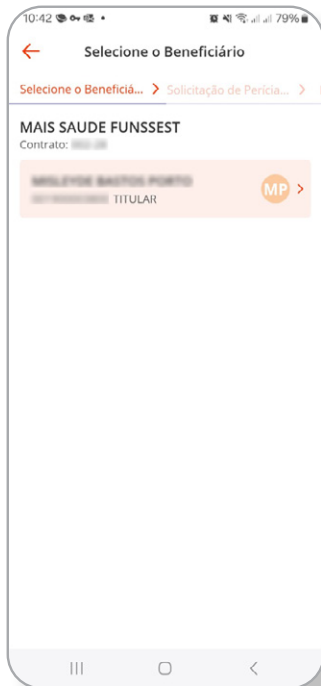 10:42 79%
Selecione o Beneficiário
Selecione o Beneficiá... Solicitação de Perícia...
MAIS SAUDE FUNSSEST
Contrato:
TITULAR
MP